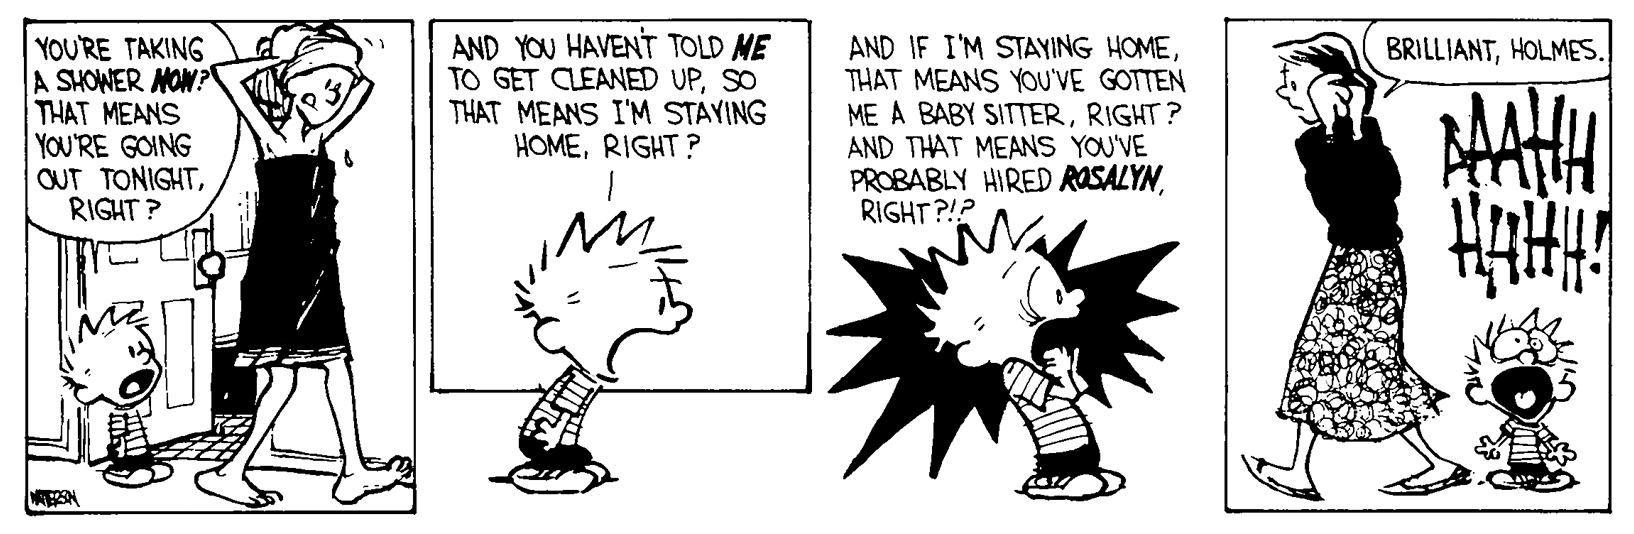 YOU'RE TAKING
A SHOWER NOW?
THAT MEANS
YOU'RE GOING
OUT TONIGHT,
RIGHT?
WATTERSON
AND YOU HAVEN'T TOLD ME
TO GET CLEANED UP, SO
THAT MEANS I'M STAYING
HOME, RIGHT?
AND IF I'M STAYING HOME,
THAT MEANS YOU'VE GOTTEN
ME A BABY SITTER, RIGHT?
AND THAT MEANS YOU'VE
PROBABLY HIRED ROSALYN,
RIGHT?!?
BRILLIANT, HOLMES.
AAAHH
HHHH!